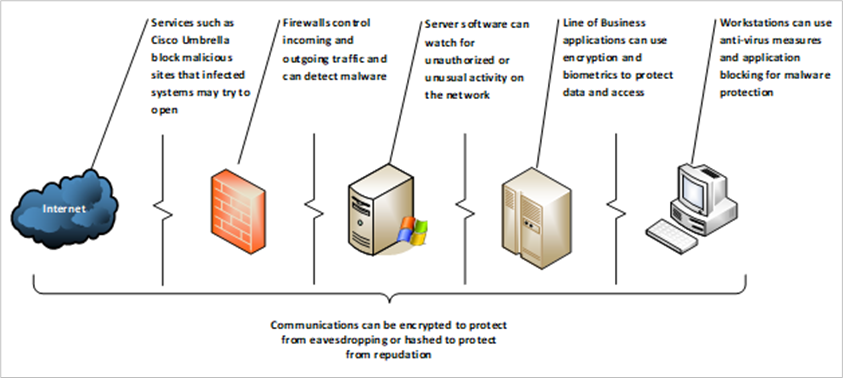 Services such as
Cisco Umbrella
block malicious
sites that infected
systems may try to
open
Firewalls control
incoming and
outgoing traffic and
can detect malware
Server software can
watch for
unauthorized or
unusual activity on
the network
Line of Business
applications can use
encryption and
biometrics to protect
data and access
Workstations can use
anti-virus measures
and application
blocking for malware
protection
Internet
Communications can be encrypted to protect
from eavesdropping or hashed to protect
from repudation